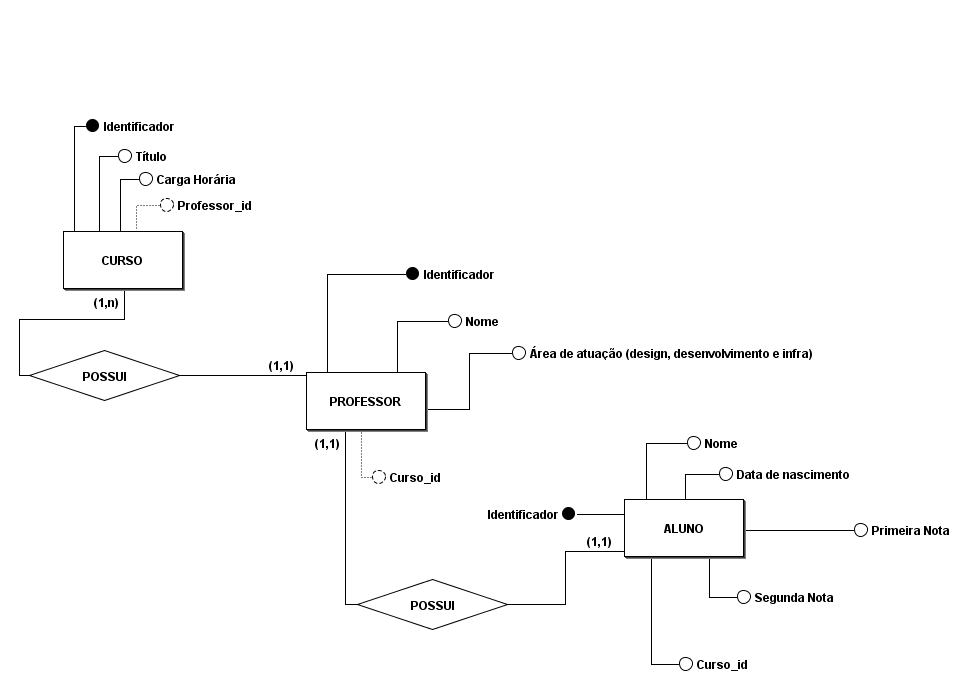 Identificador
Título
Carga Horária
Professor_id
CURSO
(1,n)
POSSUI
(1,1)
Identificador
Nome
Área de atuação (design, desenvolvimento e infra)
PROFESSOR
(1,1)
Curso_id
POSSUI
(1,1)
Identificador
Nome
Data de nascimento
ALUNO
Primeira Nota
Segunda Nota
Curso_id